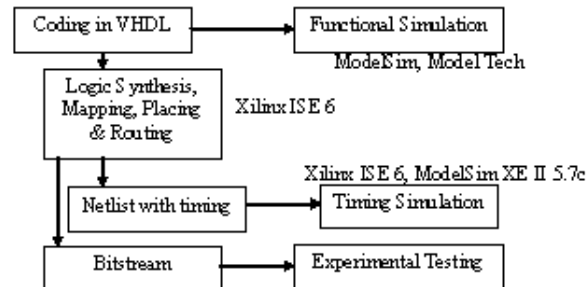 Coding in VHDL
Functional Simulation
ModelSim, Model Tech
Logic Synthesis,
Mapping, Placing
& Routing
Xilinx ISE 6
Xilinx ISE 6, ModelSim XE II 5.7c
Netlist with timing
Timing Simulation
Bitstream
Experimental Testing